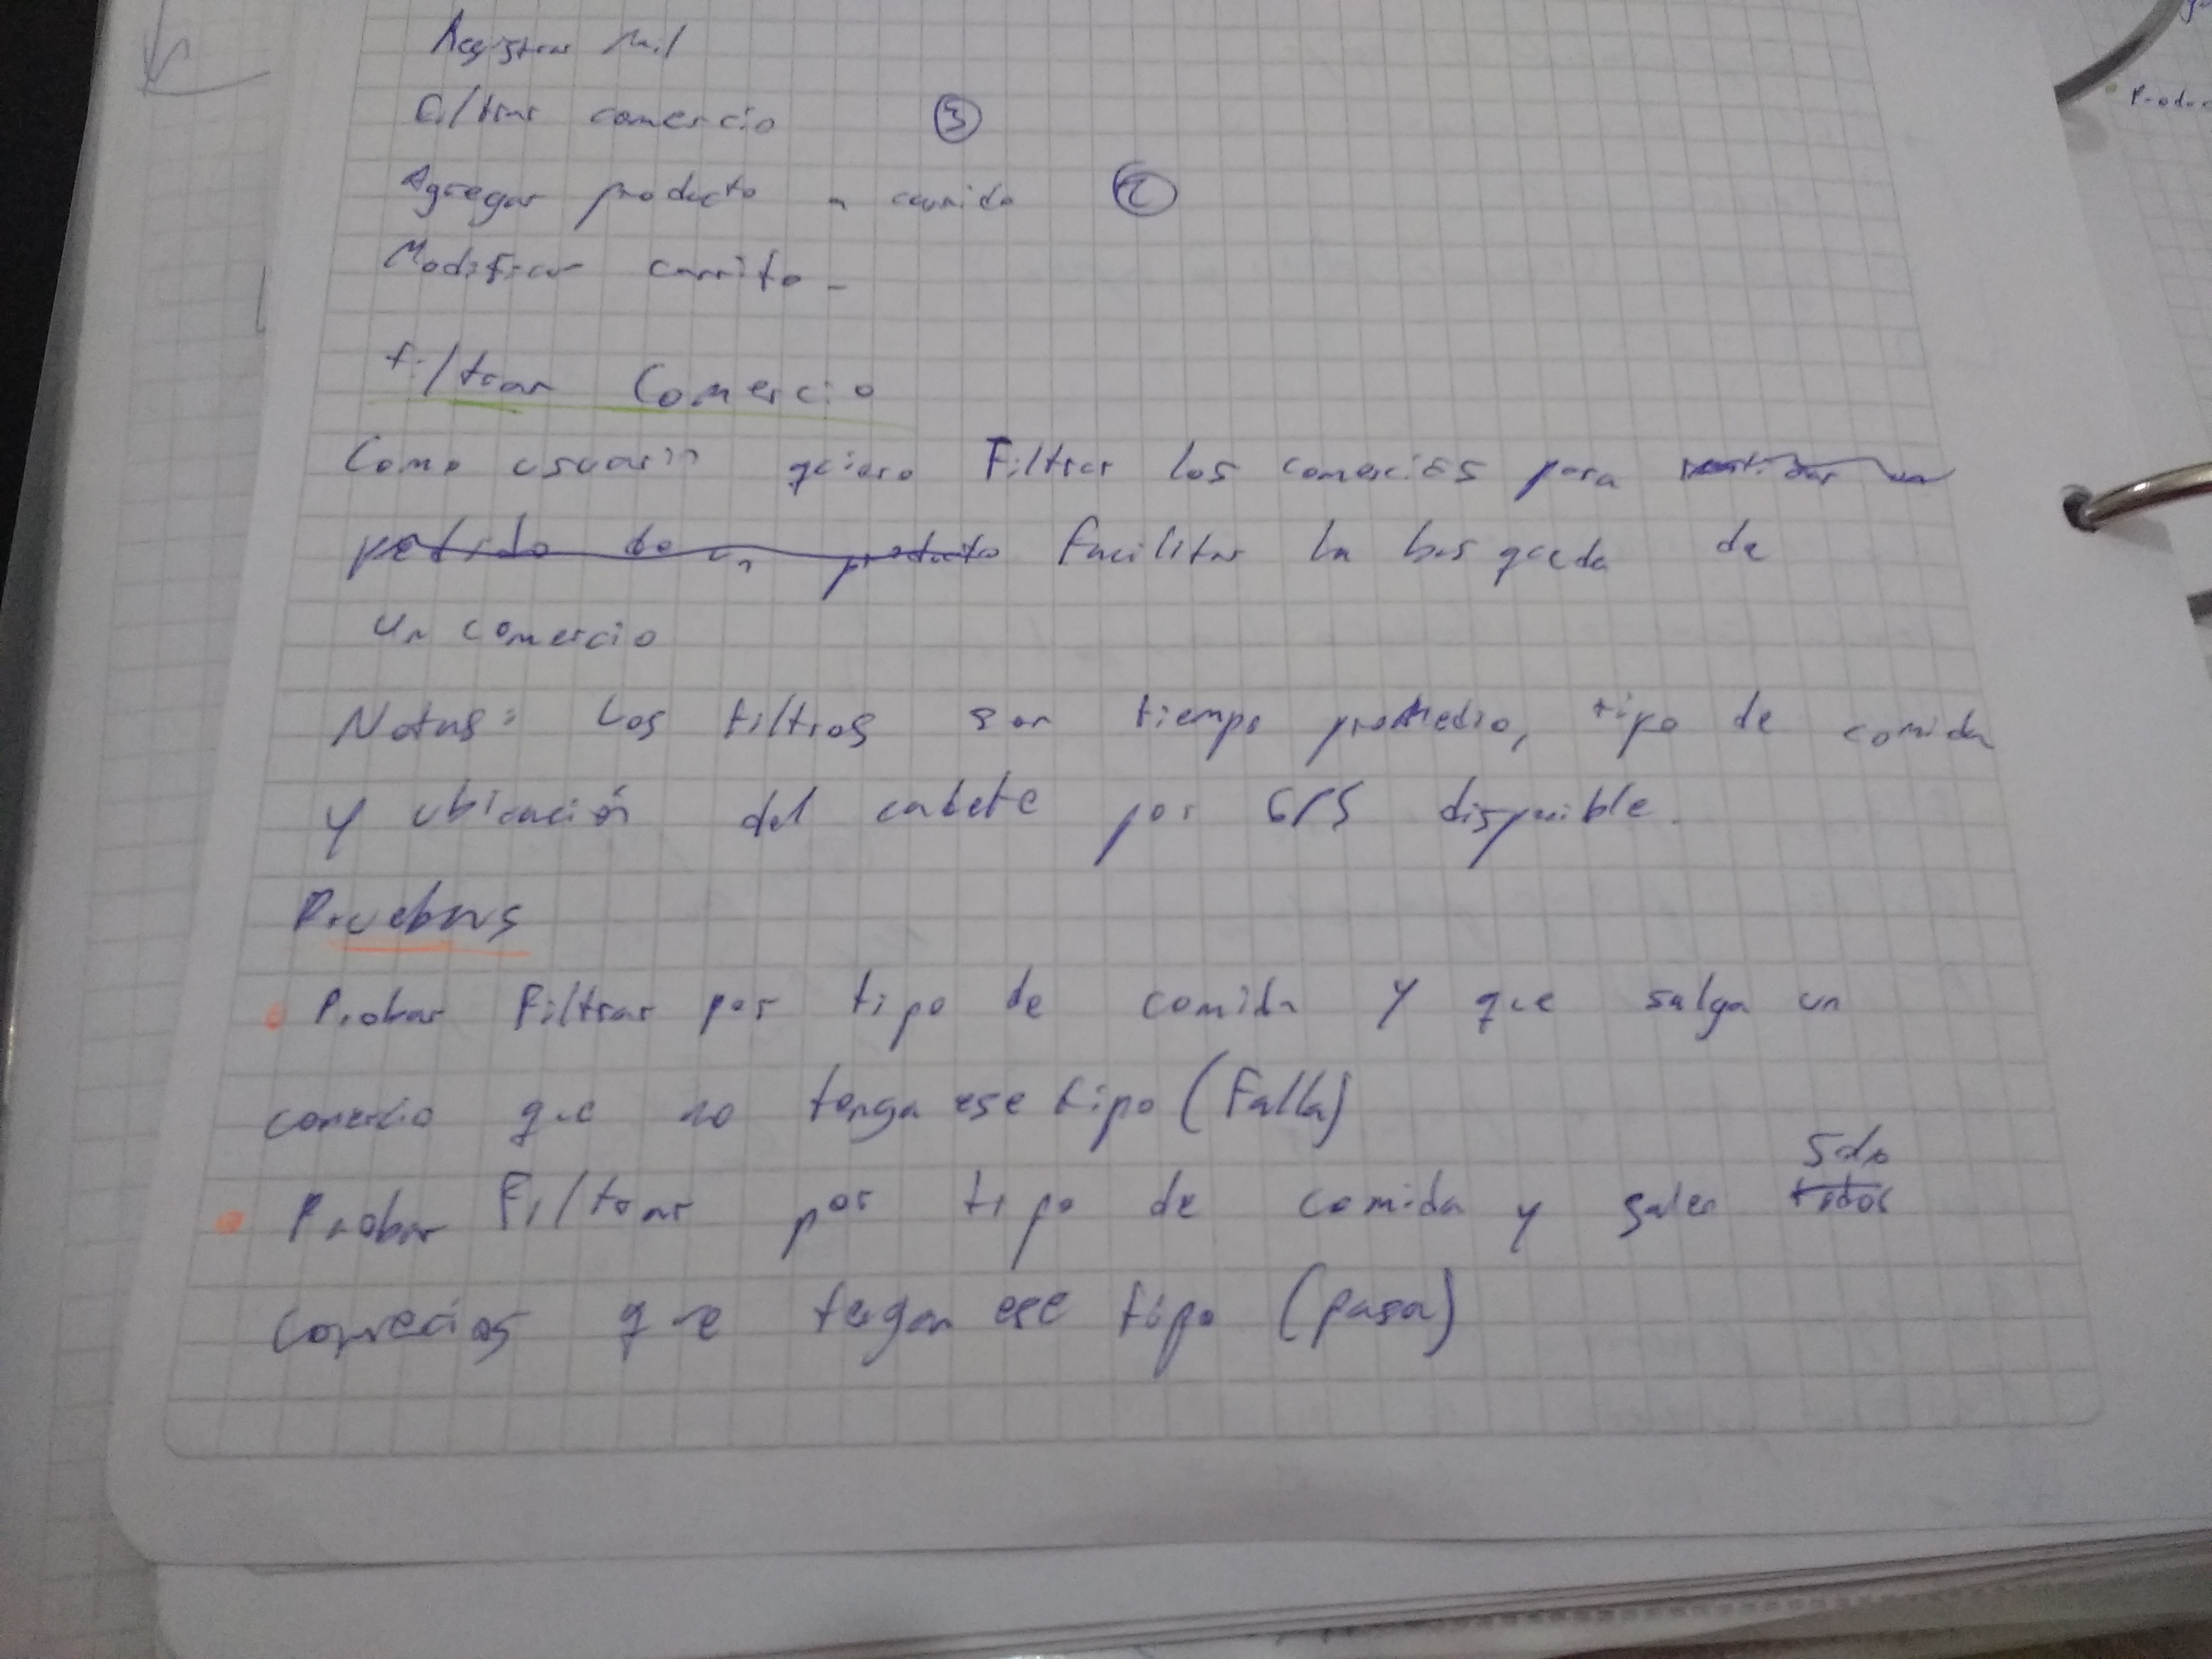 Registrar Mail
Filtrar comercio ③
Agregar producto a carrito ②
Modificar carrito -
Filtrar Comercio
Como usuario quiero Filtrar los comercios para
pedido de un producto facilitar la busqueda de
un comercio
Notas: Los filtros son tiempo promedio, tipo de comida
y ubicación del cadete por GPS disponible.
Pruebas
Probar Filtrar por tipo de comida y que salga un
comercio que no tenga ese tipo (Falla)
Solo
Probar Filtrar por tipo de comida y salen todos
comercios que tengan ese tipo (pasa)
Produc